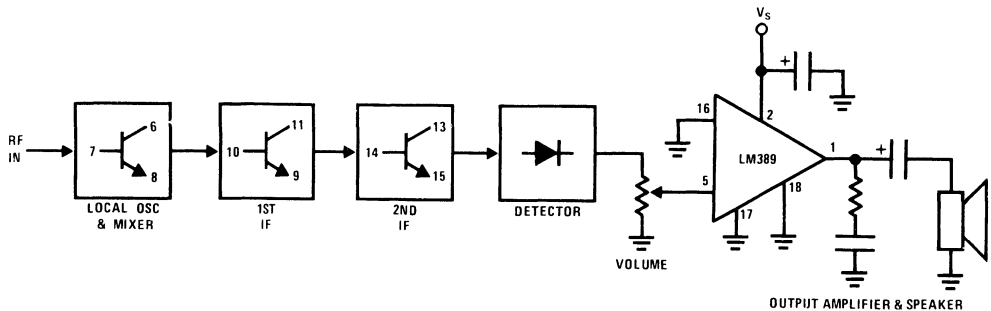 V_S
+
16
2
RF
IN
6
7
8
11
10
9
13
14
15
LM389
1
+
5
18
17
LOCAL OSC
& MIXER
1ST
IF
2ND
IF
DETECTOR
VOLUME
OUTPUT AMPLIFIER & SPEAKER